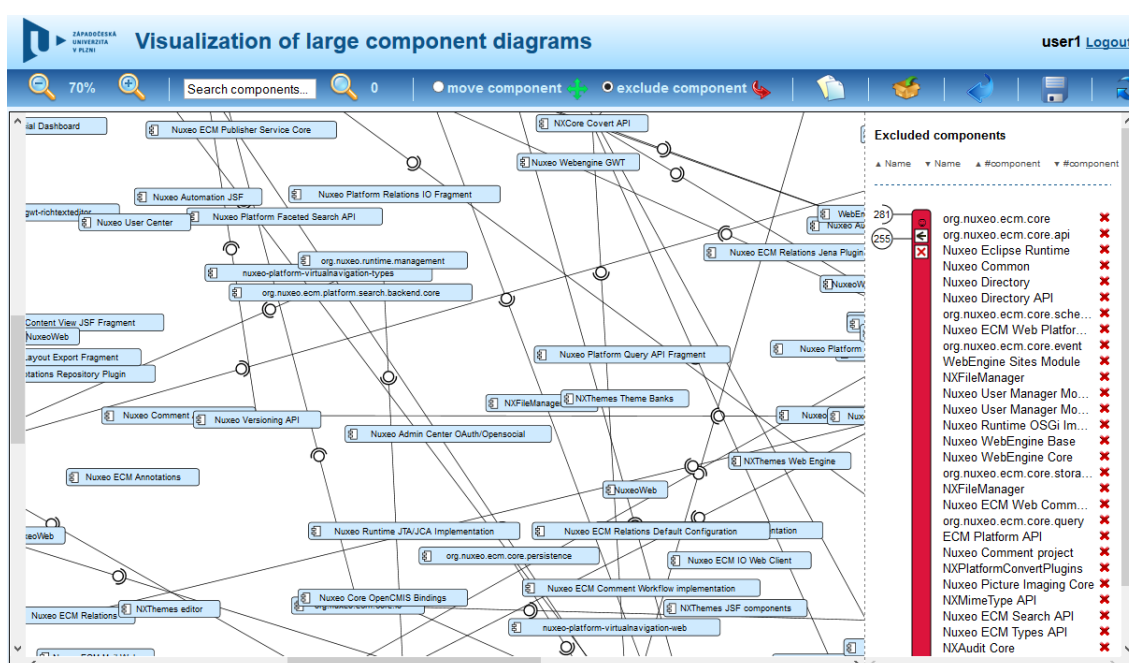 ZÁPADOČESKÁ
UNIVERZITA
V PLZNI
Visualization of large component diagrams
user1 Logout
70%
Search components...
0
move component
exclude component
ial Dashboard
Nuxeo ECM Publisher Service Core
NXCore Covert API
Nuxeo Webengine GWT
Nuxeo Automation JSF
Nuxeo Platform Relations IO Fragment
gwt-richtexteditor
Nuxeo User Center
Nuxeo Platform Faceted Search API
WebEn
Nuxeo Au
org.nuxeo.runtime.management
Nuxeo ECM Relations Jena Plugin
nuxeo-platform-virtualnavigation-types
org.nuxeo.ecm.platform.search.backend.core
NuxeoW
Content View JSF Fragment
NuxeoWeb
Layout Export Fragment
Nuxeo Platform Query API Fragment
Nuxeo Platform
tations Repository Plugin
NXFileManage
NXThemes Theme Banks
Nuxeo Comment
Nuxeo Versioning API
Nuxeo
Nux
Nuxeo Admin Center OAuth/Opensocial
NXThemes Web Engine
Nuxeo ECM Annotations
NuxeoWeb
eoWeb
Nuxeo Runtime JTA/JCA Implementation
Nuxeo ECM Relations Default Configuration
entation
org.nuxeo.ecm.core.persistence
Nuxeo ECM IO Web Client
Nuxeo ECM Comment Workflow implementation
Nuxeo Core OpenCMIS Bindings
Nuxeo ECM Relations
NXThemes editor
NXThemes JSF components
nuxeo-platform-virtualnavigation-web
Excluded components
▲ Name ▼ Name ▲ #component ▼ #component
281
255
org.nuxeo.ecm.core
org.nuxeo.ecm.core.api
Nuxeo Eclipse Runtime
Nuxeo Common
Nuxeo Directory
Nuxeo Directory API
org.nuxeo.ecm.core.sche...
Nuxeo ECM Web Platfor...
org.nuxeo.ecm.core.event
WebEngine Sites Module
NXFileManager
Nuxeo User Manager Mo...
Nuxeo User Manager Mo...
Nuxeo Runtime OSGi Im...
Nuxeo WebEngine Base
Nuxeo WebEngine Core
org.nuxeo.ecm.core.stora...
NXFileManager
Nuxeo ECM Web Comm...
org.nuxeo.ecm.core.query
ECM Platform API
Nuxeo Comment project
NXPlatformConvertPlugins
Nuxeo Picture Imaging Core
NXMimeType API
Nuxeo ECM Search API
Nuxeo ECM Types API
NXAudit Core